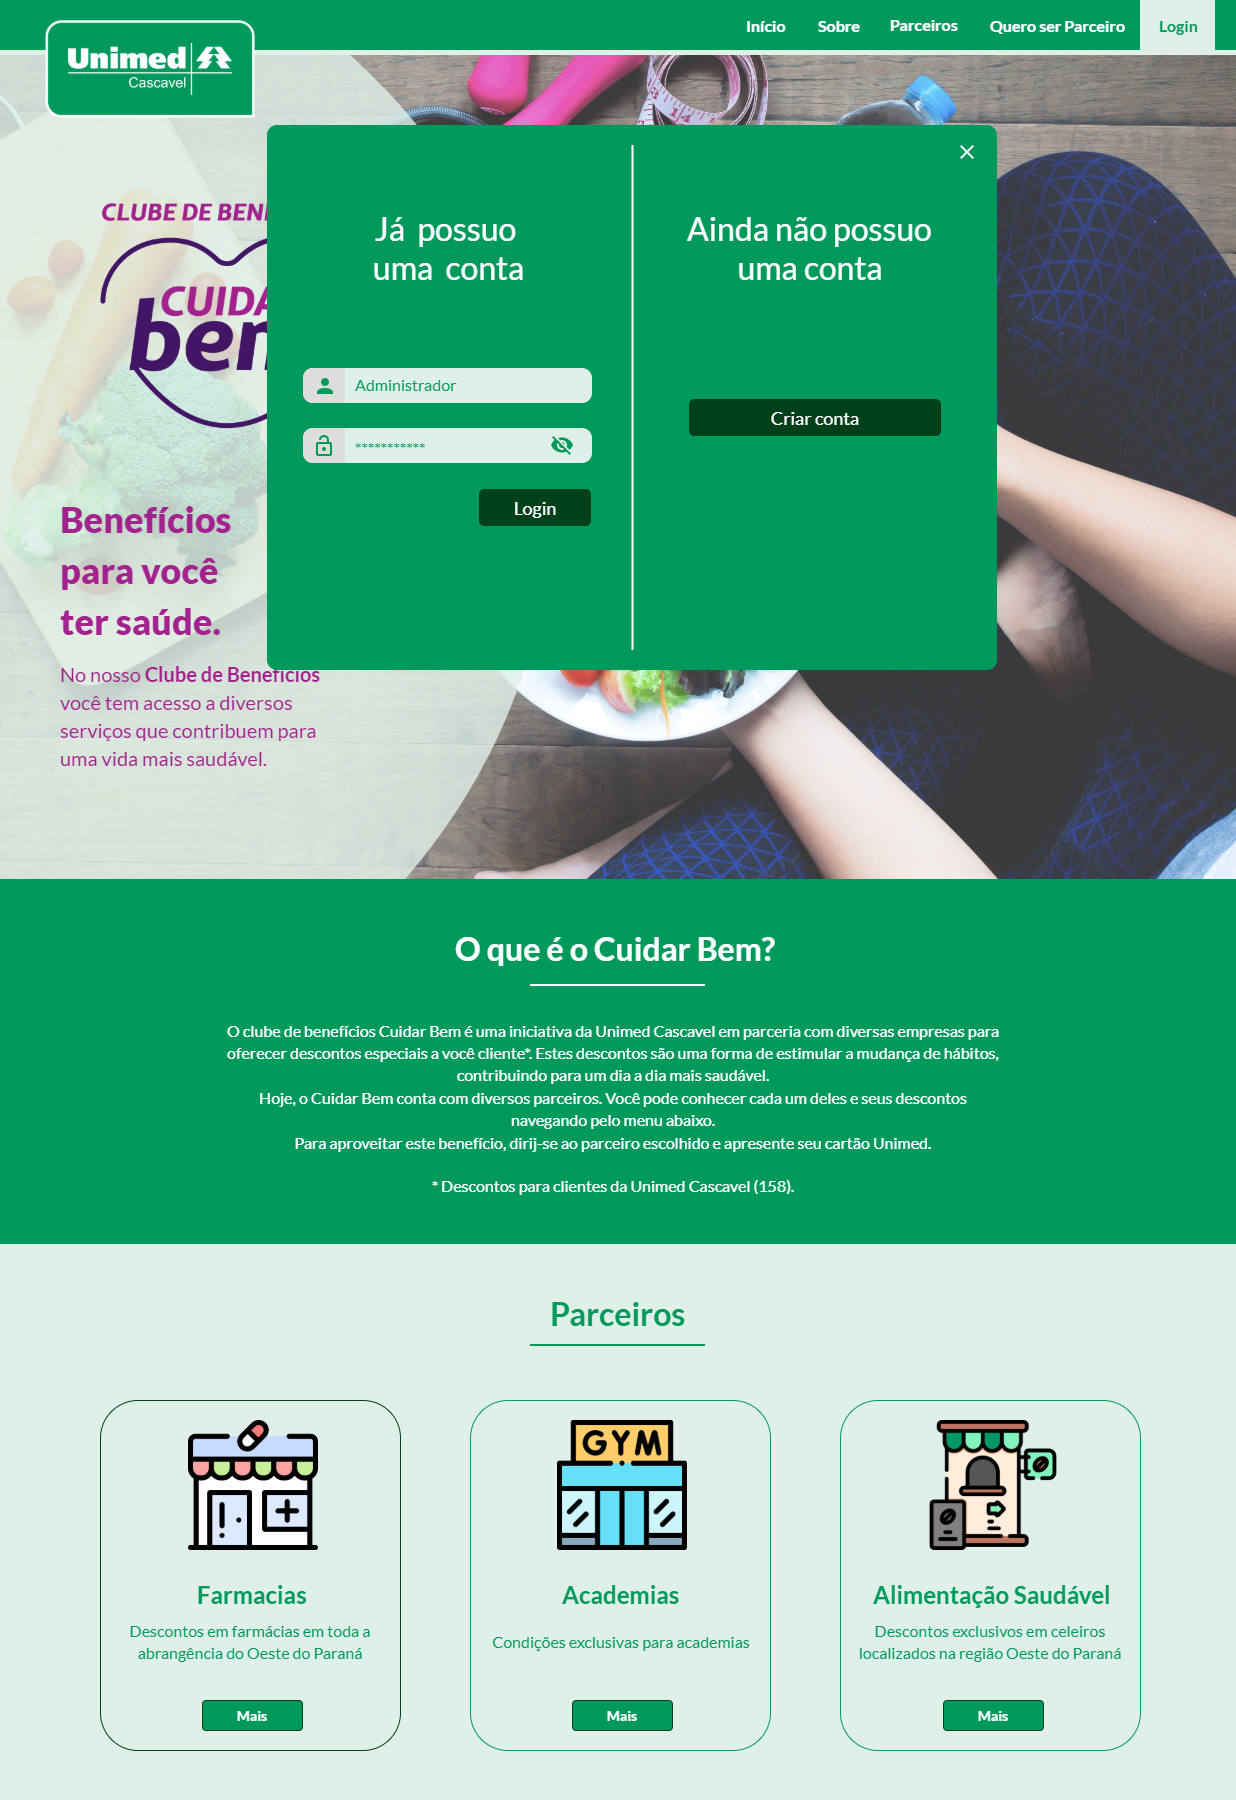 Início Sobre Parceiros Quero ser Parceiro Login
Unimed
Cascavel
CLUBE DE BEN
CUIDA
ben
Benefícios
para você
ter saúde.
No nosso Clube de Benefícios
você tem acesso a diversos
serviços que contribuem para
uma vida mais saudável.
Já possuo
uma conta
Administrador
***********
Login
Ainda não possuo
uma conta
Criar conta
O que é o Cuidar Bem?
O clube de benefícios Cuidar Bem é uma iniciativa da Unimed Cascavel em parceria com diversas empresas para
oferecer descontos especiais a você cliente*. Estes descontos são uma forma de estimular a mudança de hábitos,
contribuindo para um dia a dia mais saudável.
Hoje, o Cuidar Bem conta com diversos parceiros. Você pode conhecer cada um deles e seus descontos
navegando pelo menu abaixo.
Para aproveitar este benefício, dirij-se ao parceiro escolhido e apresente seu cartão Unimed.
* Descontos para clientes da Unimed Cascavel (158).
Parceiros
Farmacias
Descontos em farmácias em toda a
abrangência do Oeste do Paraná
Mais
GYM
Academias
Condições exclusivas para academias
Mais
Alimentação Saudável
Descontos exclusivos em celeiros
localizados na região Oeste do Paraná
Mais